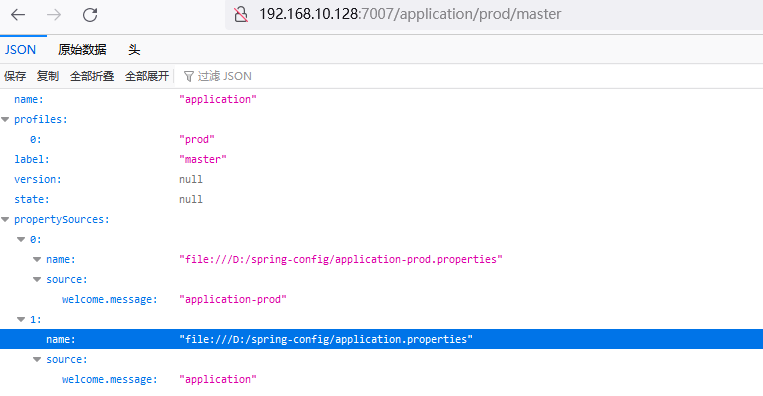 192.168.10.128:7007/application/prod/master
JSON 原始数据 头
保存 复制 全部折叠 全部展开 过滤 JSON
name: "application"
profiles:
0: "prod"
label: "master"
version: null
state: null
propertySources:
0:
name: "file:///D:/spring-config/application-prod.properties"
source:
welcome.message: "application-prod"
1:
name: "file:///D:/spring-config/application.properties"
source:
welcome.message: "application"